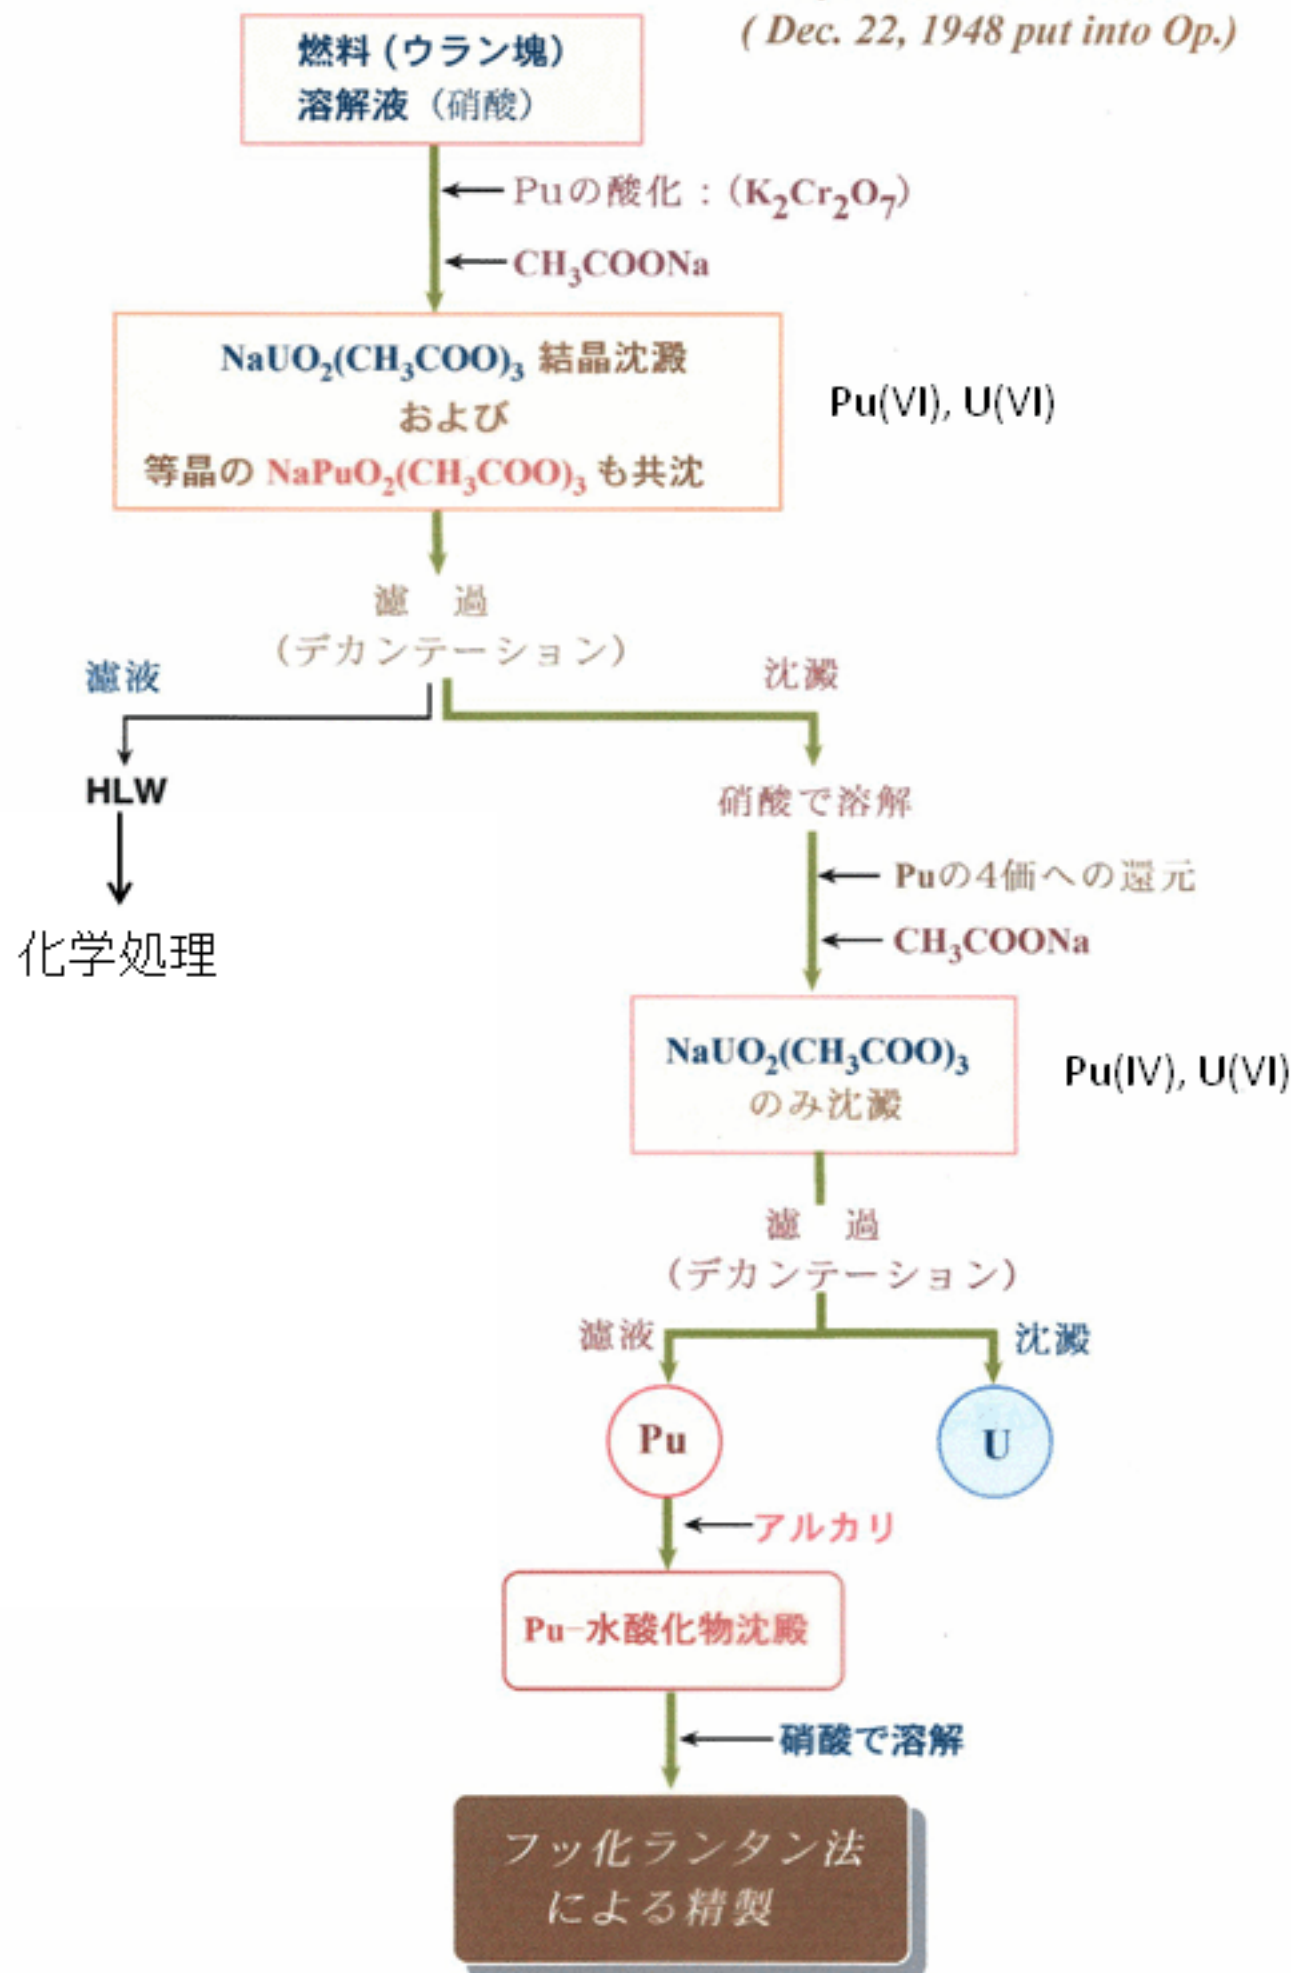 ( Dec. 22, 1948 put into Op.)
燃料 (ウラン塊)
溶解液（硝酸）
Puの酸化：(K₂Cr₂O₇)
CH₃COONa
NaUO₂(CH₃COO)₃ 結晶沈澱
および
等晶の NaPuO₂(CH₃COO)₃ も共沈
Pu(VI), U(VI)
濾 過
（デカンテーション）
濾液
沈澱
HLW
化学処理
硝酸で溶解
Puの4価への還元
CH₃COONa
NaUO₂(CH₃COO)₃
のみ沈澱
Pu(IV), U(VI)
濾 過
（デカンテーション）
濾液
沈澱
Pu
U
アルカリ
Pu−水酸化物沈殿
硝酸で溶解
フッ化ランタン法
による精製